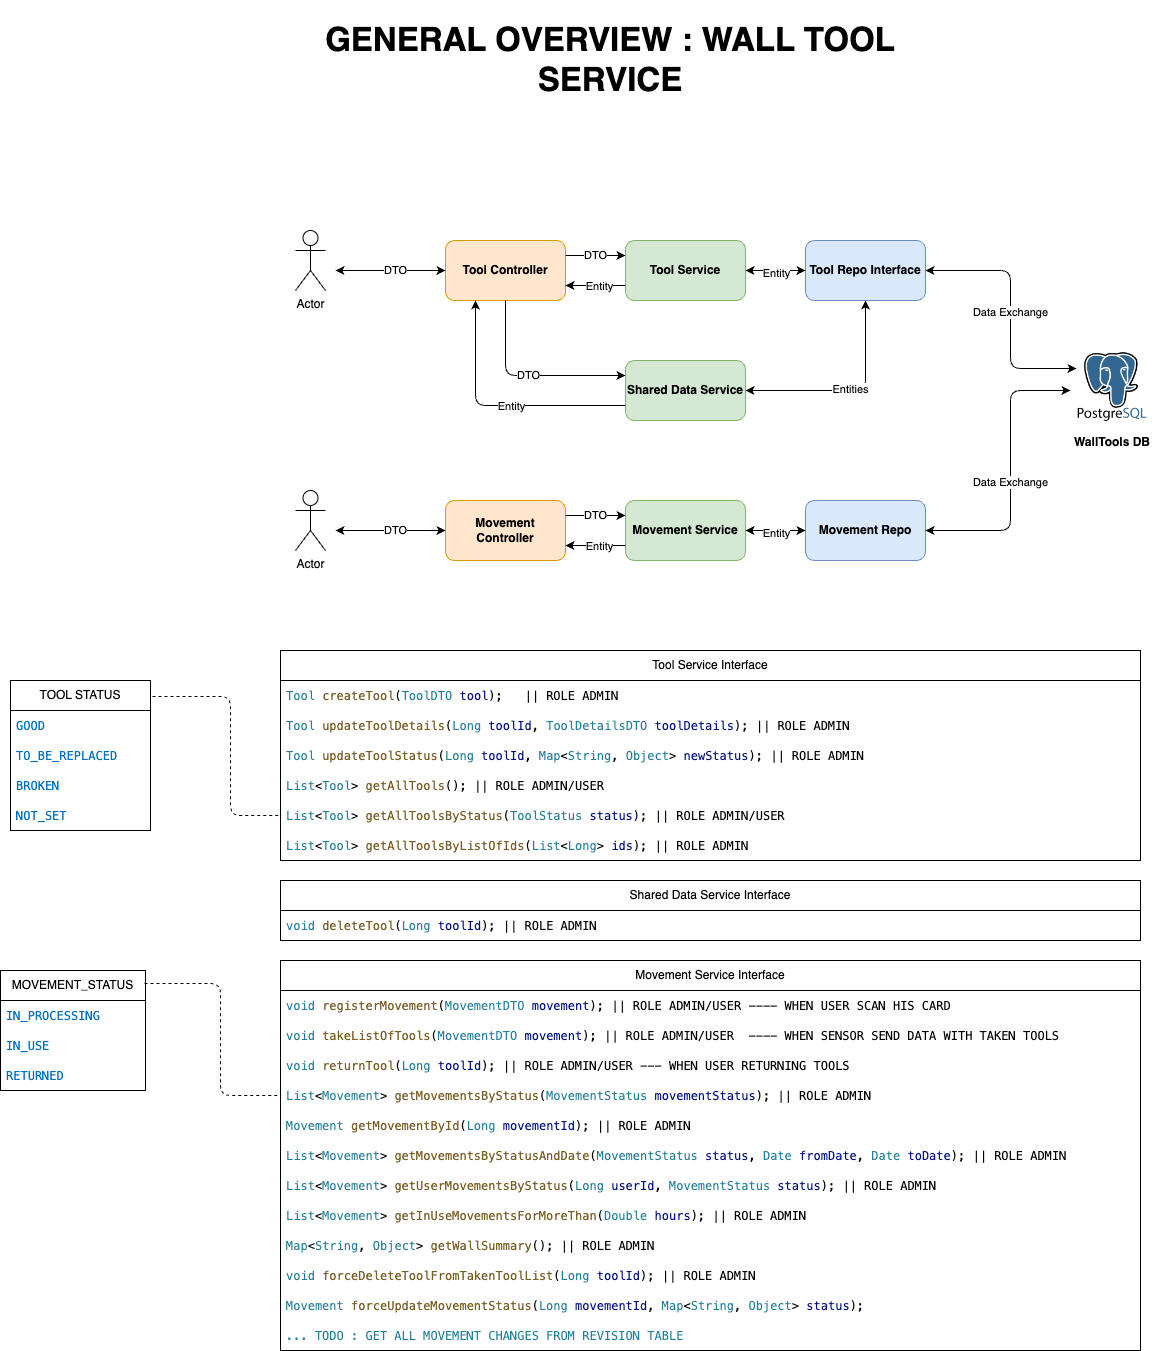 GENERAL OVERVIEW : WALL TOOL
SERVICE
Actor
DTO
Tool Controller
DTO
Entity
Tool Service
Entity
Tool Repo Interface
Data Exchange
DTO
Entity
Shared Data Service
Entities
PostgreSQL
WallTools DB
Data Exchange
Actor
DTO
Movement
Controller
DTO
Entity
Movement Service
Entity
Movement Repo
TOOL STATUS
GOOD
TO_BE_REPLACED
BROKEN
NOT_SET
Tool Service Interface
Tool createTool(ToolDTO tool);   || ROLE ADMIN
Tool updateToolDetails(Long toolId, ToolDetailsDTO toolDetails); || ROLE ADMIN
Tool updateToolStatus(Long toolId, Map<String, Object> newStatus); || ROLE ADMIN
List<Tool> getAllTools(); || ROLE ADMIN/USER
List<Tool> getAllToolsByStatus(ToolStatus status); || ROLE ADMIN/USER
List<Tool> getAllToolsByListOfIds(List<Long> ids); || ROLE ADMIN
Shared Data Service Interface
void deleteTool(Long toolId); || ROLE ADMIN
MOVEMENT_STATUS
IN_PROCESSING
IN_USE
RETURNED
Movement Service Interface
void registerMovement(MovementDTO movement); || ROLE ADMIN/USER ---- WHEN USER SCAN HIS CARD
void takeListOfTools(MovementDTO movement); || ROLE ADMIN/USER  ---- WHEN SENSOR SEND DATA WITH TAKEN TOOLS
void returnTool(Long toolId); || ROLE ADMIN/USER --- WHEN USER RETURNING TOOLS
List<Movement> getMovementsByStatus(MovementStatus movementStatus); || ROLE ADMIN
Movement getMovementById(Long movementId); || ROLE ADMIN
List<Movement> getMovementsByStatusAndDate(MovementStatus status, Date fromDate, Date toDate); || ROLE ADMIN
List<Movement> getUserMovementsByStatus(Long userId, MovementStatus status); || ROLE ADMIN
List<Movement> getInUseMovementsForMoreThan(Double hours); || ROLE ADMIN
Map<String, Object> getWallSummary(); || ROLE ADMIN
void forceDeleteToolFromTakenToolList(Long toolId); || ROLE ADMIN
Movement forceUpdateMovementStatus(Long movementId, Map<String, Object> status);
... TODO : GET ALL MOVEMENT CHANGES FROM REVISION TABLE